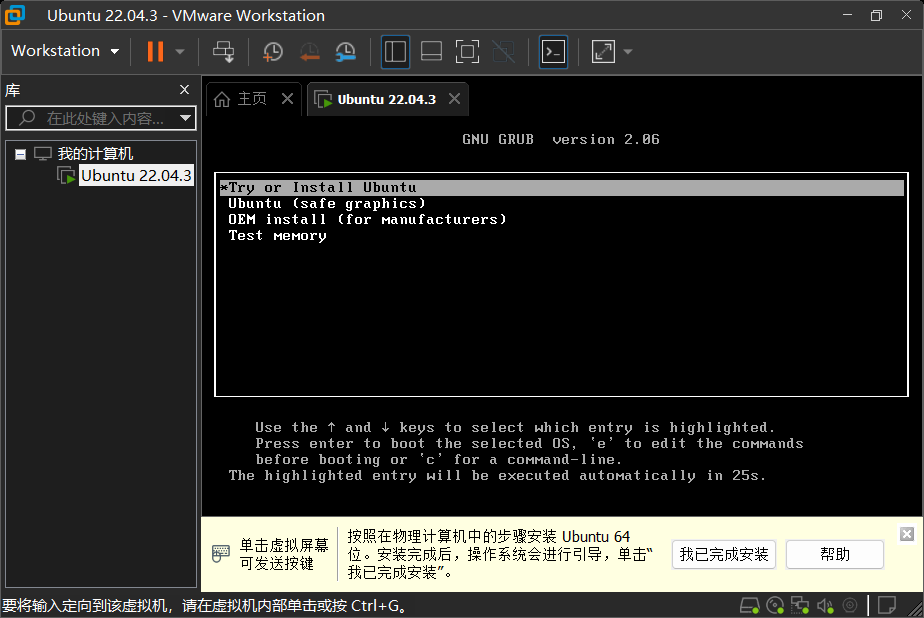 Ubuntu 22.04.3 - VMware Workstation
Workstation
库
在此处键入内容...
我的计算机
Ubuntu 22.04.3
主页
Ubuntu 22.04.3
GNU GRUB version 2.06
*Try or Install Ubuntu
Ubuntu (safe graphics)
OEM install (for manufacturers)
Test memory
Use the ↑ and ↓ keys to select which entry is highlighted.
Press enter to boot the selected OS, `e' to edit the commands
before booting or `c' for a command-line.
The highlighted entry will be executed automatically in 25s.
单击虚拟屏幕
可发送按键
按照在物理计算机中的步骤安装 Ubuntu 64
位。安装完成后，操作系统会进行引导，单击“
我已完成安装”。
我已完成安装
帮助
要将输入定向到该虚拟机，请在虚拟机内部单击或按 Ctrl+G。